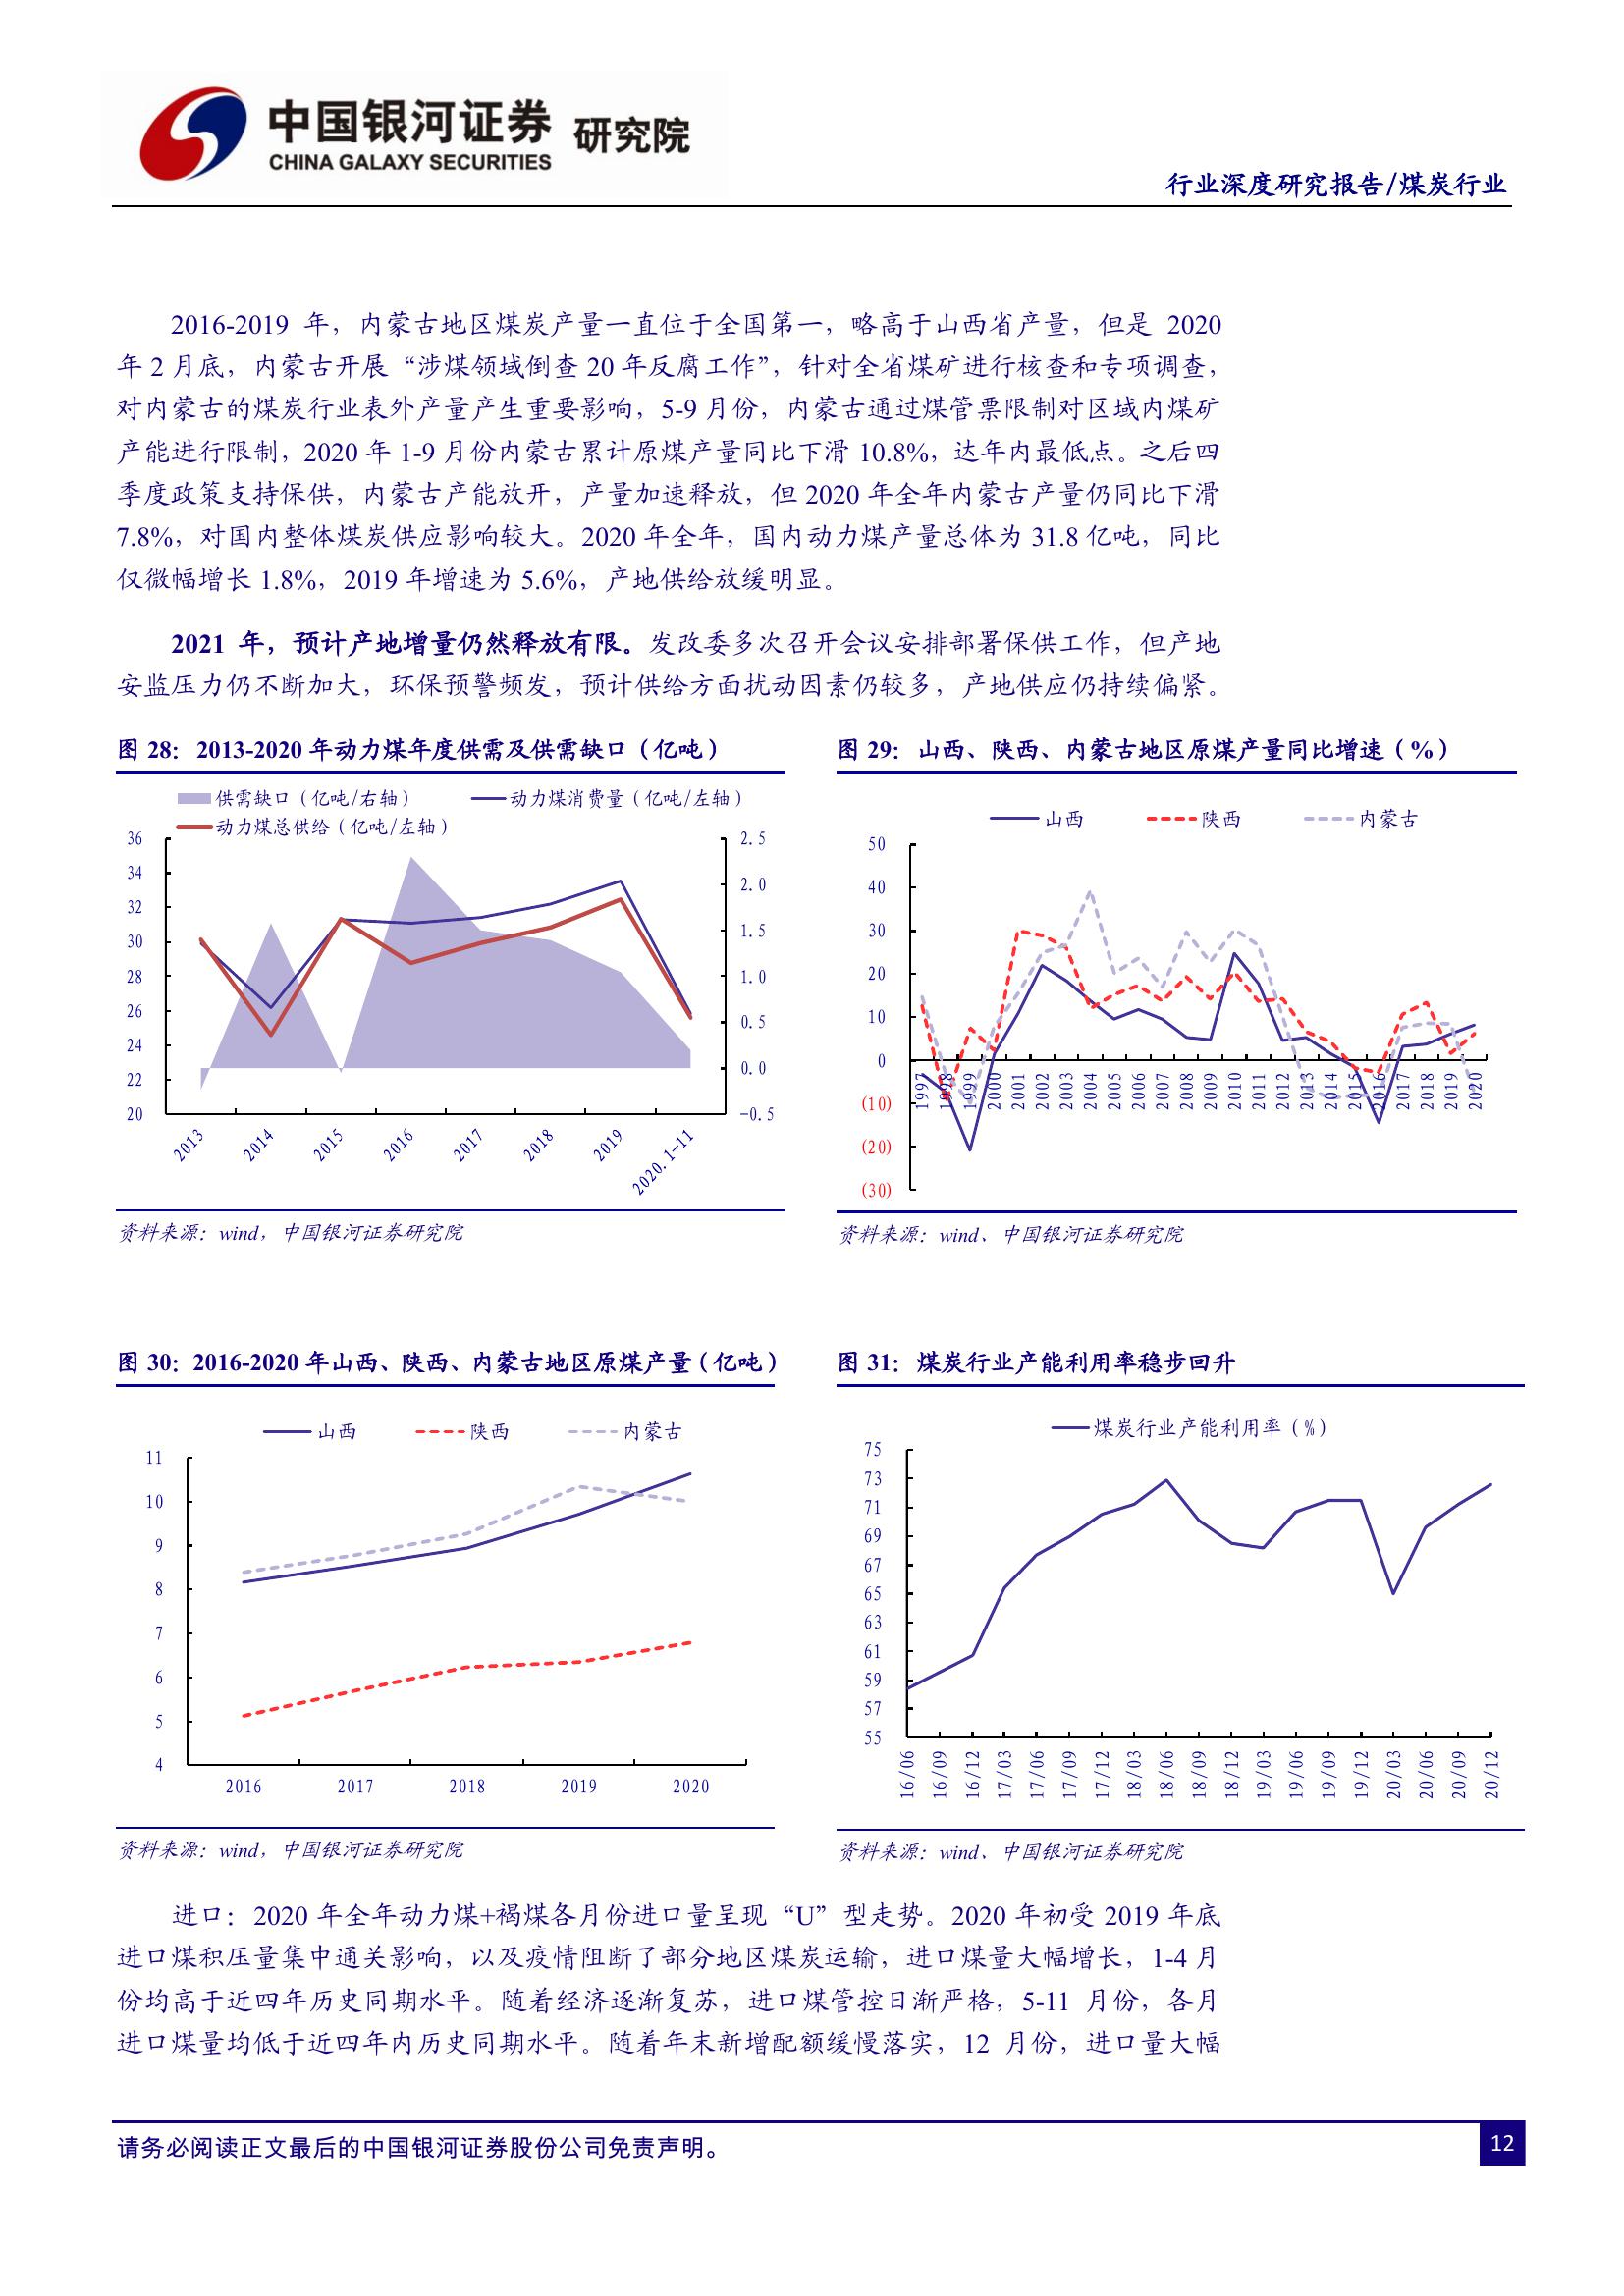 中国银河证券 研究院
CHINA GALAXY SECURITIES
行业深度研究报告/煤炭行业
2016-2019 年，内蒙古地区煤炭产量一直位于全国第一，略高于山西省产量，但是 2020
年 2 月底，内蒙古开展“涉煤领域倒查 20 年反腐工作”，针对全省煤矿进行核查和专项调查，
对内蒙古的煤炭行业表外产量产生重要影响，5-9 月份，内蒙古通过煤管票限制对区域内煤矿
产能进行限制，2020 年 1-9 月份内蒙古累计原煤产量同比下滑 10.8%，达年内最低点。之后四
季度政策支持保供，内蒙古产能放开，产量加速释放，但 2020 年全年内蒙古产量仍同比下滑
7.8%，对国内整体煤炭供应影响较大。2020 年全年，国内动力煤产量总体为 31.8 亿吨，同比
仅微幅增长 1.8%，2019 年增速为 5.6%，产地供给放缓明显。
2021 年，预计产地增量仍然释放有限。发改委多次召开会议安排部署保供工作，但产地
安监压力仍不断加大，环保预警频发，预计供给方面扰动因素仍较多，产地供应仍持续偏紧。
图 28：2013-2020 年动力煤年度供需及供需缺口（亿吨）
供需缺口（亿吨/右轴） 动力煤消费量（亿吨/左轴）
动力煤总供给（亿吨/左轴）
36 2.5
34
32 2.0
30 1.5
28 1.0
26 0.5
24
22 0.0
20 -0.5
2013 2014 2015 2016 2017 2018 2019 2020.1-11
资料来源：wind，中国银河证券研究院
图 29：山西、陕西、内蒙古地区原煤产量同比增速（%）
山西 陕西 内蒙古
50
40
30
20
10
0
(10)
(20)
(30)
1997 1998 1999 2000 2001 2002 2003 2004 2005 2006 2007 2008 2009 2010 2011 2012 2013 2014 2015 2016 2017 2018 2019 2020
资料来源：wind、中国银河证券研究院
图 30：2016-2020 年山西、陕西、内蒙古地区原煤产量（亿吨）
山西 陕西 内蒙古
11
10
9
8
7
6
5
4
2016 2017 2018 2019 2020
资料来源：wind，中国银河证券研究院
图 31：煤炭行业产能利用率稳步回升
煤炭行业产能利用率（%）
75
73
71
69
67
65
63
61
59
57
55
16/06 16/09 16/12 17/03 17/06 17/09 17/12 18/03 18/06 18/09 18/12 19/03 19/06 19/09 19/12 20/03 20/06 20/09 20/12
资料来源：wind、中国银河证券研究院
进口：2020 年全年动力煤+褐煤各月份进口量呈现“U”型走势。2020 年初受 2019 年底
进口煤积压量集中通关影响，以及疫情阻断了部分地区煤炭运输，进口煤量大幅增长，1-4 月
份均高于近四年历史同期水平。随着经济逐渐复苏，进口煤管控日渐严格，5-11 月份，各月
进口煤量均低于近四年内历史同期水平。随着年末新增配额缓慢落实，12 月份，进口量大幅
请务必阅读正文最后的中国银河证券股份公司免责声明。
12